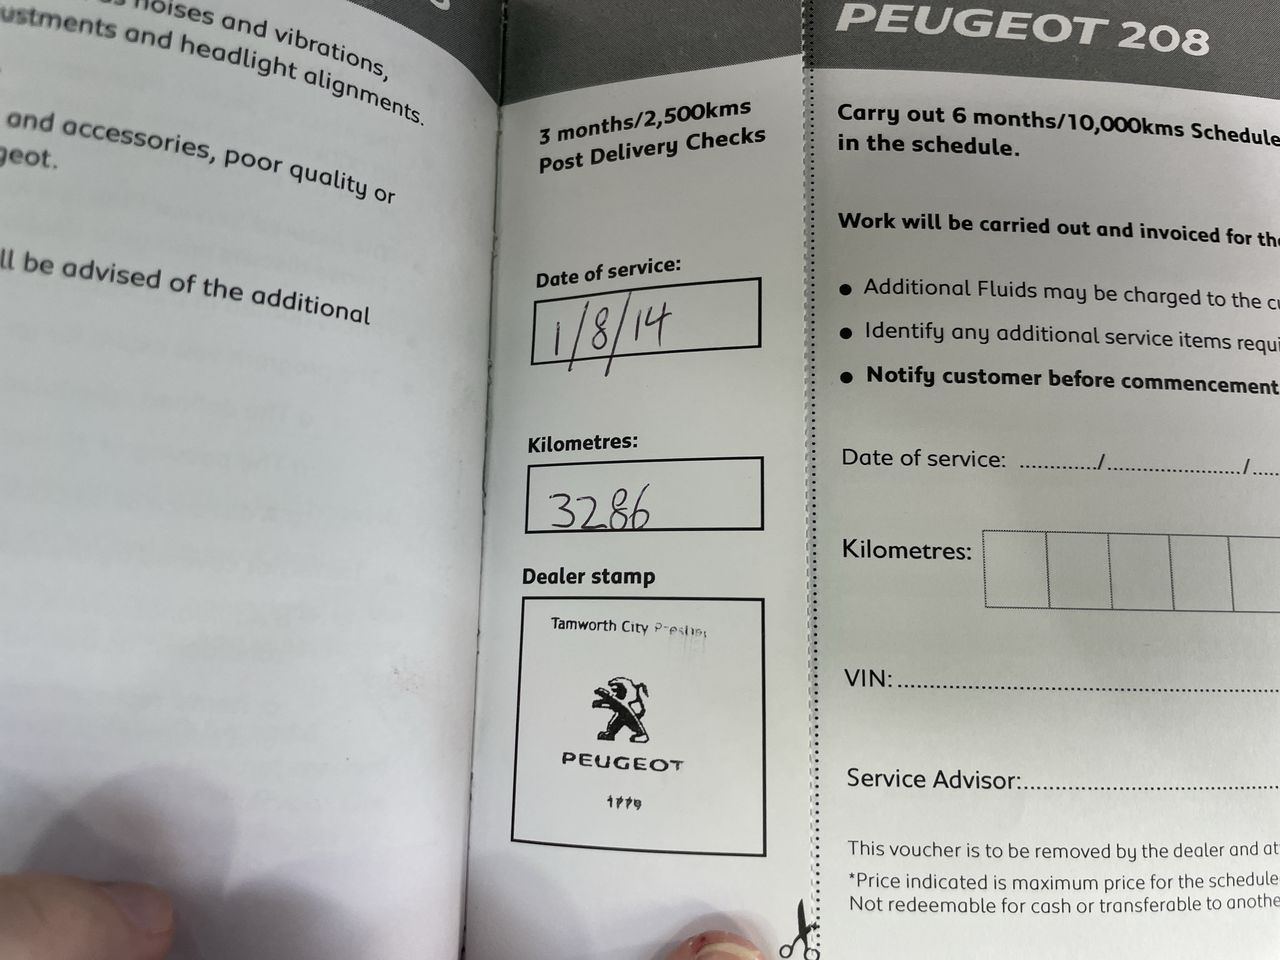 noises and vibrations,
ustments and headlight alignments.
and accessories, poor quality or
geot.
ll be advised of the additional
3 months/2,500kms
Post Delivery Checks
Date of service:
1/8/14
Kilometres:
3286
Dealer stamp
Tamworth City
PEUGEOT
PEUGEOT 208
Carry out 6 months/10,000kms Schedule
in the schedule.
Work will be carried out and invoiced for the
• Additional Fluids may be charged to the cu
• Identify any additional service items requi
• Notify customer before commencement
Date of service: ............/....................../....
Kilometres:
VIN:
Service Advisor:
This voucher is to be removed by the dealer and at
*Price indicated is maximum price for the schedule
Not redeemable for cash or transferable to anothe